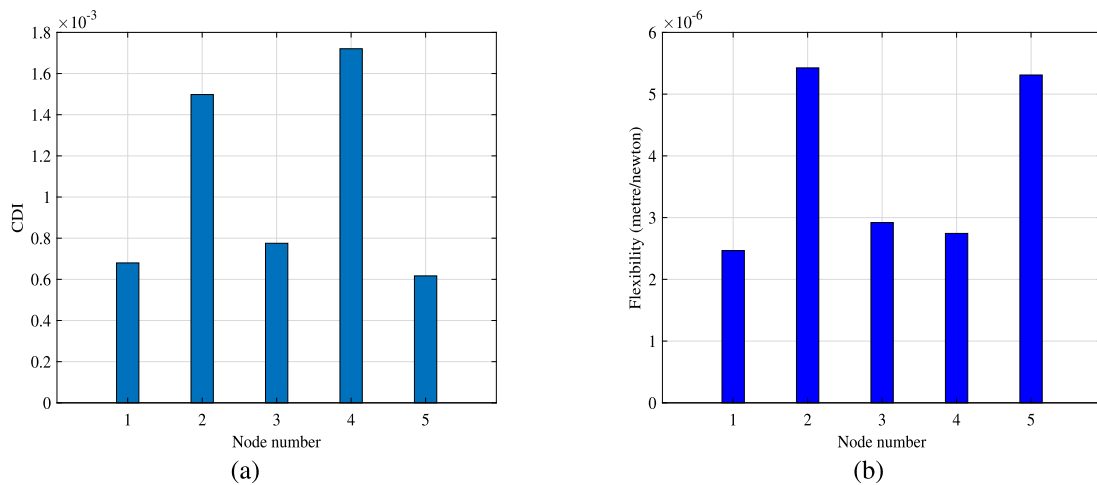 ×10⁻³
1.8
1.6
1.4
1.2
1
0.8
0.6
0.4
0.2
0
CDI
1 2 3 4 5
Node number
(a)
×10⁻⁶
6
5
4
3
2
1
0
Flexibility (metre/newton)
1 2 3 4 5
Node number
(b)